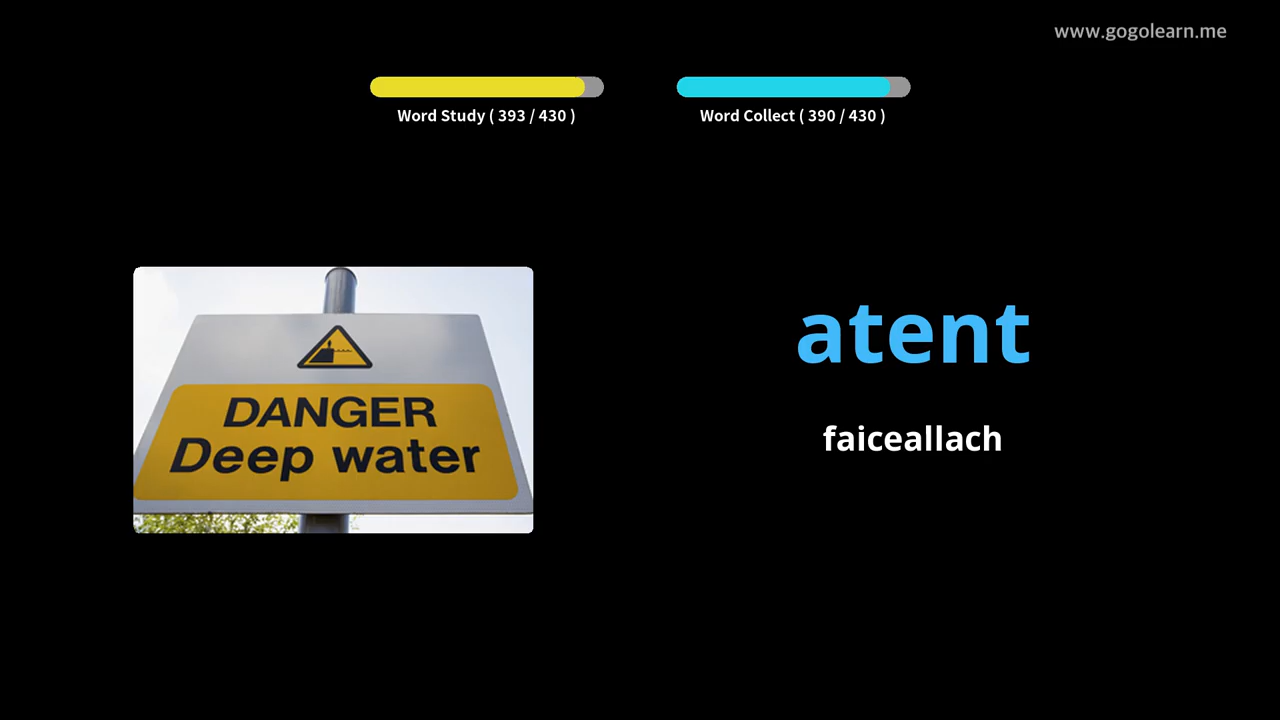 www.gogolearn.me
Word Study ( 393 / 430 )
Word Collect ( 390 / 430 )
DANGER
Deep water
atent
faiceallach